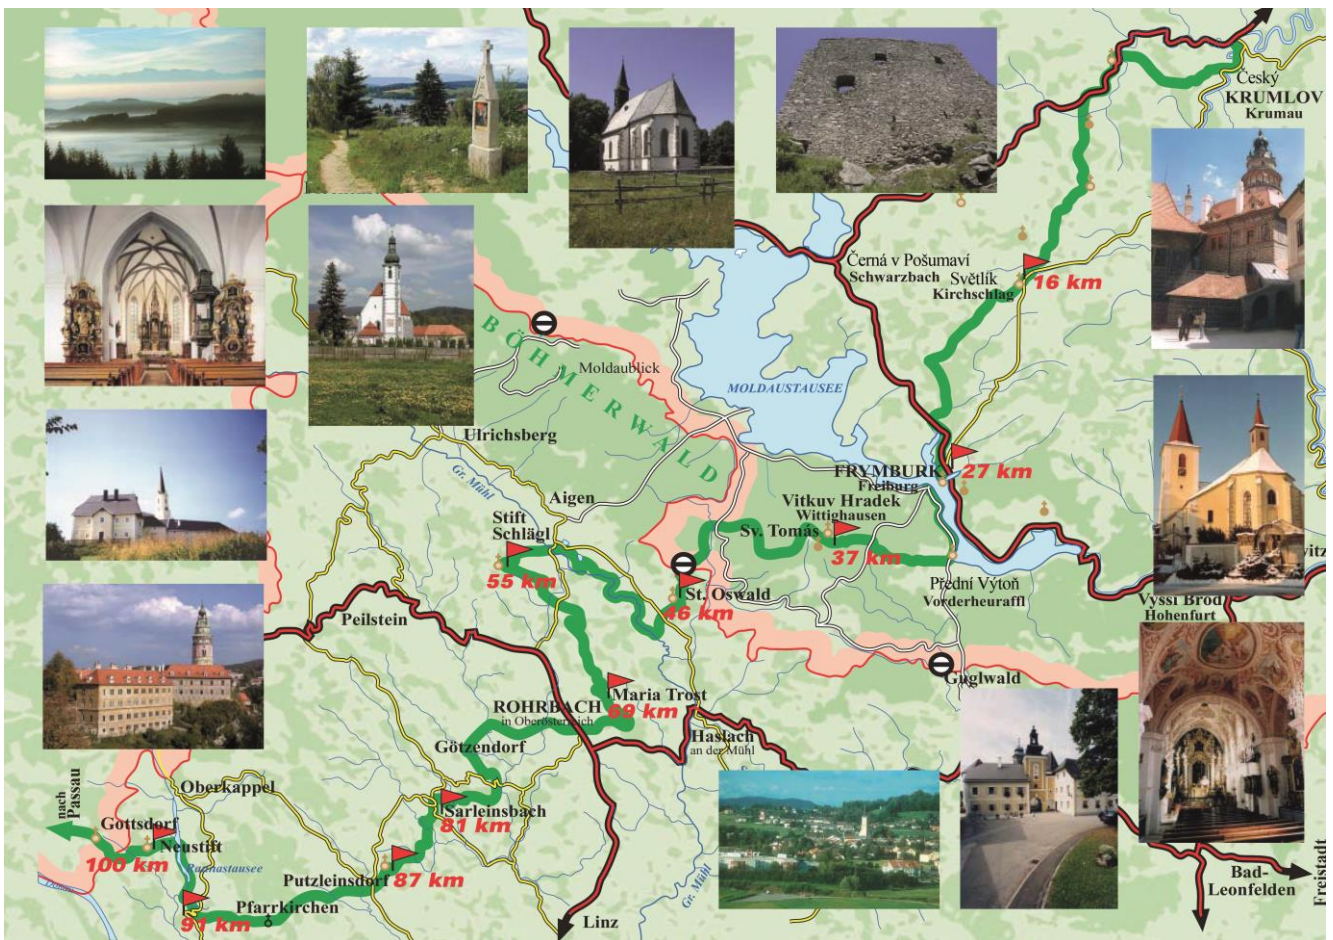 Český
KRUMLOV
Krumau
Černá v Pošumaví
Schwarzbach
Světlík
Kirchschlag
16 km
BÖHMERWALD
Moldaublick
MOLDAUSTAUSEE
Ulrichsberg
Gr. Mühl
Aigen
FRYMBURK
Freiburg
27 km
Vitkuv Hradek
Wittighausen
Sv. Tomás
37 km
Stift
Schlägl
55 km
St. Oswald
46 km
Přední Výtoň
Vorderheuraffl
Vyšší Brod
Hohenfurt
Peilstein
Guglwald
Maria Trost
69 km
ROHRBACH
in Oberösterreich
Haslach
an der Mühl
Götzendorf
nach
Passau
Oberkappel
Sarleinsbach
81 km
Gottsdorf
Neustift
100 km
Rannastausee
Putzleinsdorf
87 km
Gr. Mühl
Pfarrkirchen
91 km
Linz
Bad-
Leonfelden
Freistadt